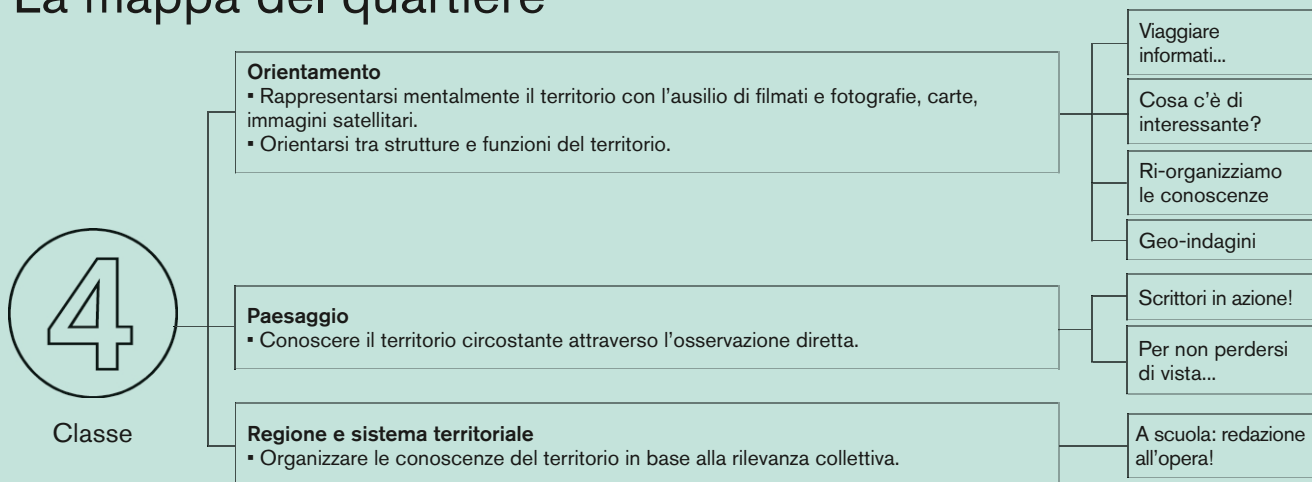 La mappa del quartiere
Orientamento
▪ Rappresentarsi mentalmente il territorio con l'ausilio di filmati e fotografie, carte,
immagini satellitari.
▪ Orientarsi tra strutture e funzioni del territorio.
Viaggiare
informati...
Cosa c'è di
interessante?
Ri-organizziamo
le conoscenze
Geo-indagini
4
Classe
Paesaggio
▪ Conoscere il territorio circostante attraverso l'osservazione diretta.
Scrittori in azione!
Per non perdersi
di vista...
Regione e sistema territoriale
▪ Organizzare le conoscenze del territorio in base alla rilevanza collettiva.
A scuola: redazione
all'opera!